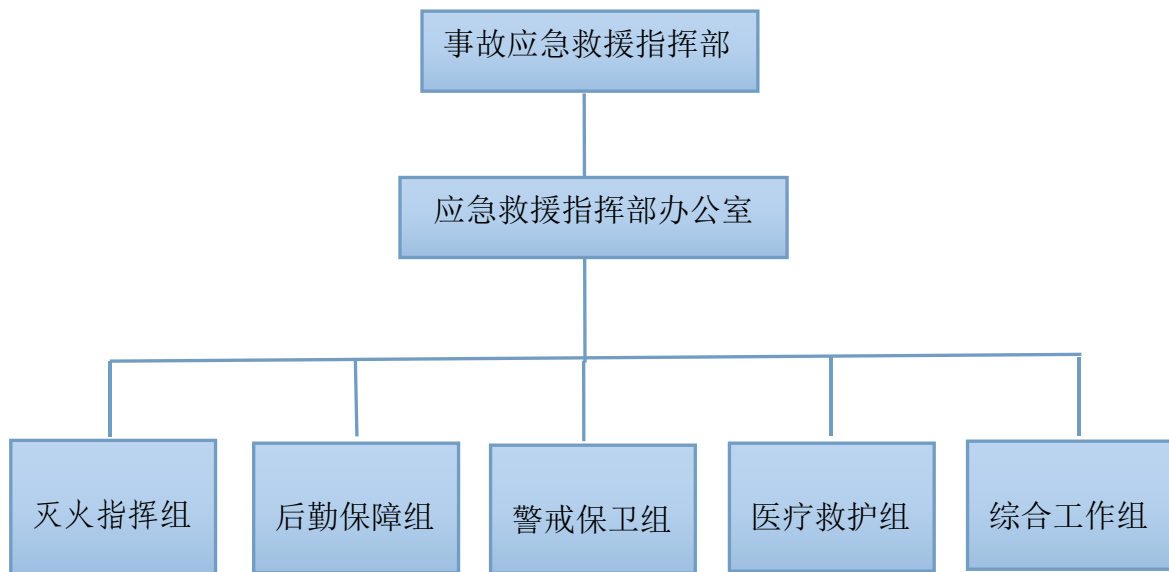 事故应急救援指挥部
应急救援指挥部办公室
灭火指挥组
后勤保障组
警戒保卫组
医疗救护组
综合工作组